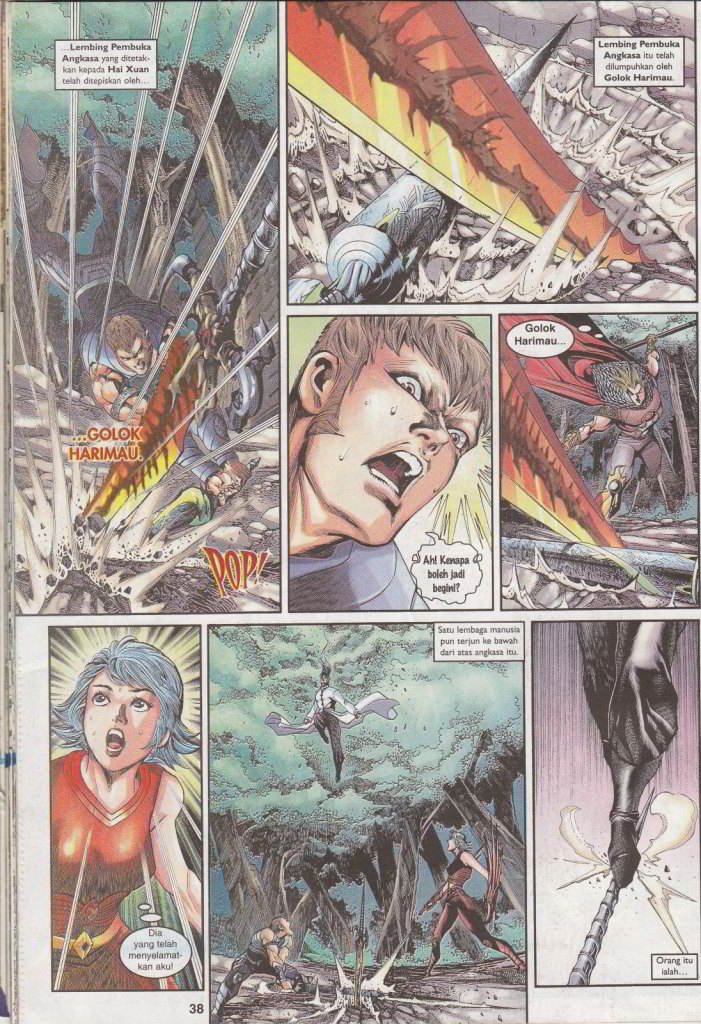 ...Lembing Pembuka
Angkasa yang ditetak-
kan kepada Hai Xuan
telah ditepiskan oleh...
...GOLOK
HARIMAU.
POP!
Lembing Pembuka
Angkasa itu telah
dilumpuhkan oleh
Golok Harimau.
Ah! Kenapa
boleh jadi
begini?
Golok
Harimau...
Dia
yang telah
menyelamat-
kan aku!
Satu lembaga manusia
pun terjun ke bawah
dari atas angkasa itu.
Orang itu
ialah...
38